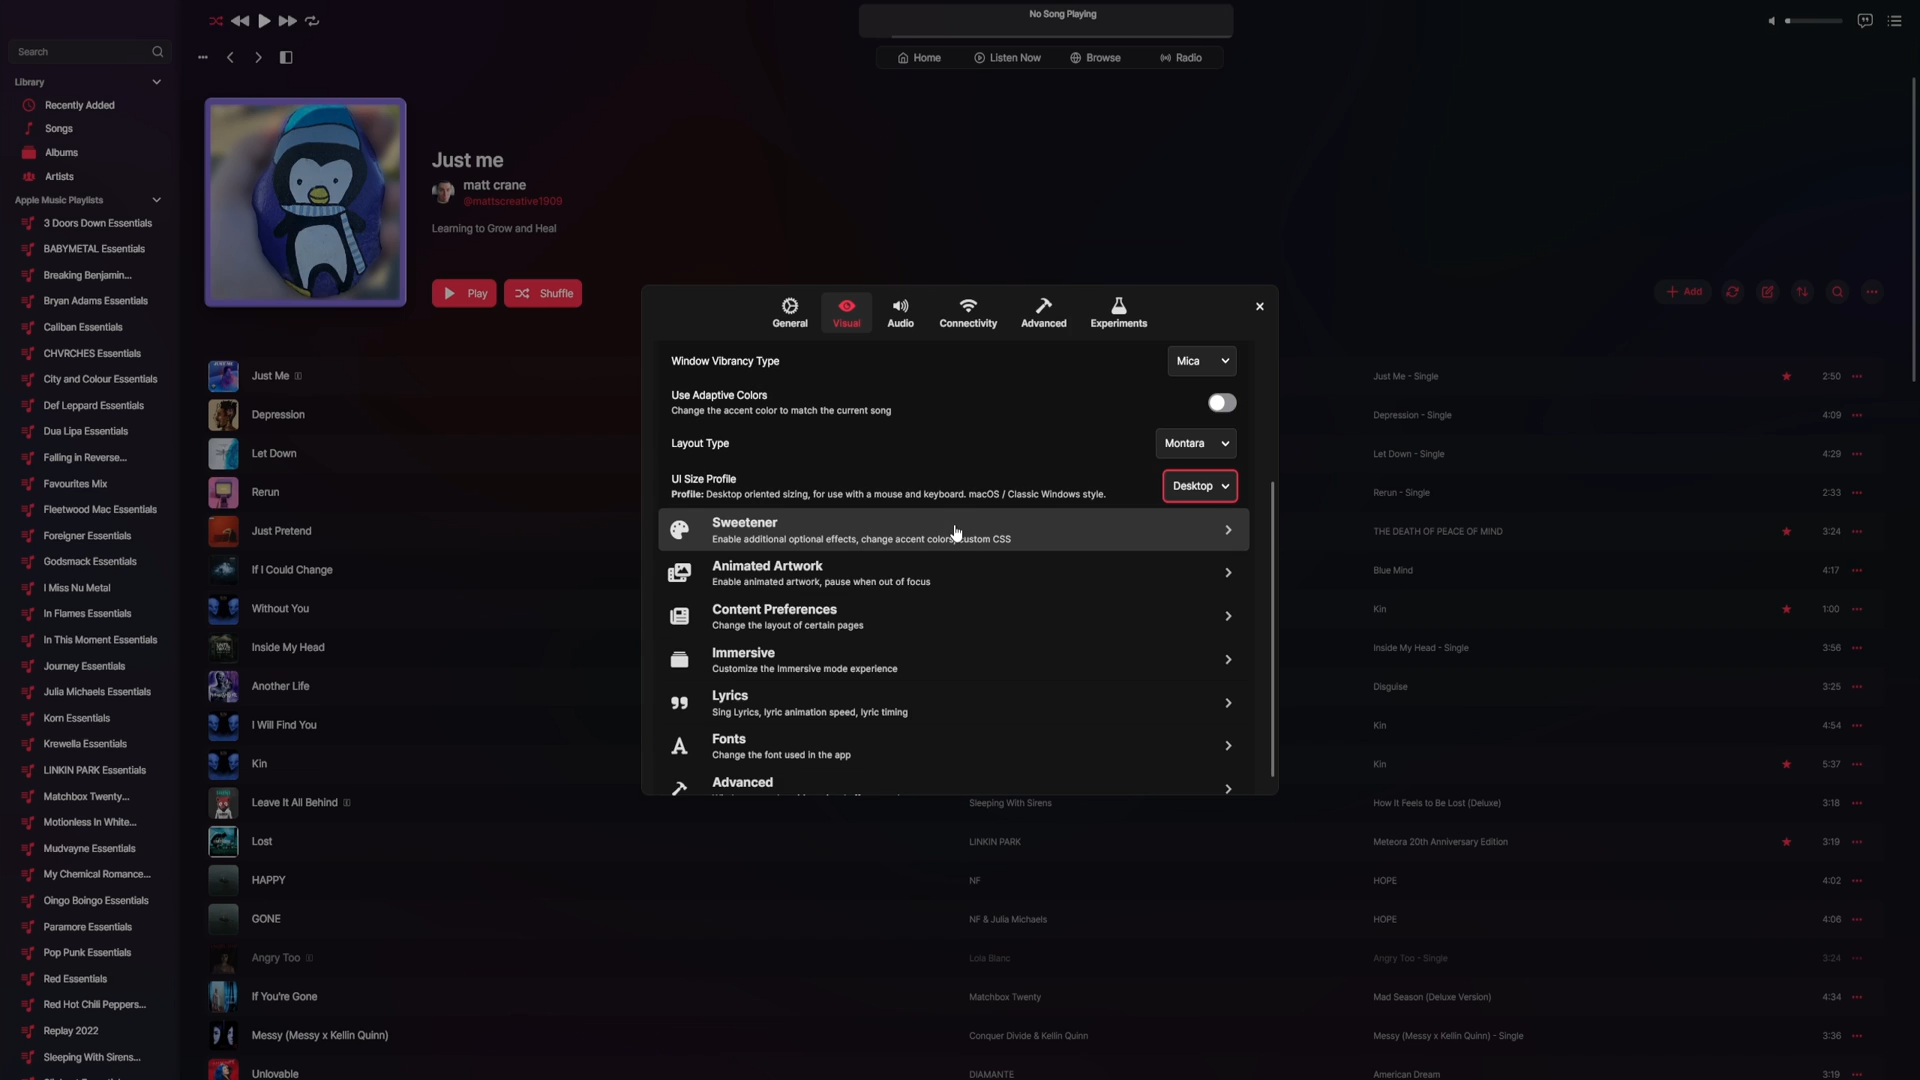 No Song Playing
Search
Home
Listen Now
Browse
Radio
Library
Recently Added
Songs
Albums
Artists
Apple Music Playlists
3 Doors Down Essentials
BABYMETAL Essentials
Breaking Benjamin...
Bryan Adams Essentials
Caliban Essentials
CHVRCHES Essentials
City and Colour Essentials
Def Leppard Essentials
Dua Lipa Essentials
Falling in Reverse...
Favourites Mix
Fleetwood Mac Essentials
Foreigner Essentials
Godsmack Essentials
I Miss Nu Metal
In Flames Essentials
In This Moment Essentials
Journey Essentials
Julia Michaels Essentials
Korn Essentials
Krewella Essentials
LINKIN PARK Essentials
Matchbox Twenty...
Motionless In White...
Mudvayne Essentials
My Chemical Romance...
Oingo Boingo Essentials
Paramore Essentials
Pop Punk Essentials
Red Essentials
Red Hot Chili Peppers...
Replay 2022
Sleeping With Sirens...
Just me
matt crane
@mattscreative1909
Learning to Grow and Heal
Play
Shuffle
Add
General
Visual
Audio
Connectivity
Advanced
Experiments
Window Vibrancy Type
Mica
Use Adaptive Colors
Change the accent color to match the current song
Layout Type
Montara
UI Size Profile
Profile: Desktop oriented sizing, for use with a mouse and keyboard. macOS / Classic Windows style.
Desktop
Sweetener
Enable additional optional effects, change accent colors, custom CSS
Animated Artwork
Enable animated artwork, pause when out of focus
Content Preferences
Change the layout of certain pages
Immersive
Customize the Immersive mode experience
Lyrics
Sing Lyrics, lyric animation speed, lyric timing
Fonts
Change the font used in the app
Advanced
Just Me Just Me - Single 2:50
Depression Depression - Single 4:09
Let Down Let Down - Single 4:29
Rerun Rerun - Single 2:33
Just Pretend THE DEATH OF PEACE OF MIND 3:24
If I Could Change Blue Mind 4:17
Without You Kin 1:00
Inside My Head Inside My Head - Single 3:56
Another Life Disguise 3:25
I Will Find You Kin 4:54
Kin Kin 5:37
Leave It All Behind Sleeping With Sirens How It Feels to Be Lost (Deluxe) 3:18
Lost LINKIN PARK Meteora 20th Anniversary Edition 3:19
HAPPY NF HOPE 4:02
GONE NF & Julia Michaels HOPE 4:06
Angry Too Lola Blanc Angry Too - Single 3:24
If You're Gone Matchbox Twenty Mad Season (Deluxe Version) 4:34
Messy (Messy x Kellin Quinn) Conquer Divide & Kellin Quinn Messy (Messy x Kellin Quinn) - Single 3:36
Unlovable DIAMANTE American Dream 3:19